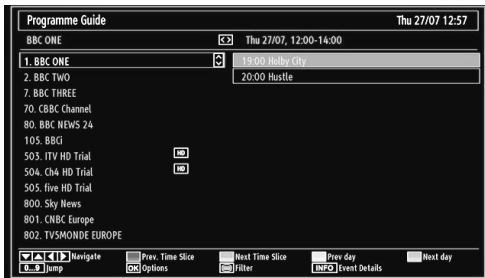 Programme Guide Thu 27/07 12:57
BBC ONE Thu 27/07, 12:00-14:00
1. BBC ONE 19:00 Holby City
2. BBC TWO 20:00 Hustle
7. BBC THREE
70. CBBC Channel
80. BBC NEWS 24
105. BBCi
503. ITV HD Trial HD
504. Ch4 HD Trial HD
505. five HD Trial
800. Sky News
801. CNBC Europe
802. TV5MONDE EUROPE
Navigate Prev. Time Slice Next Time Slice Prev day Next day
0...9 Jump OK Options Filter INFO Event Details